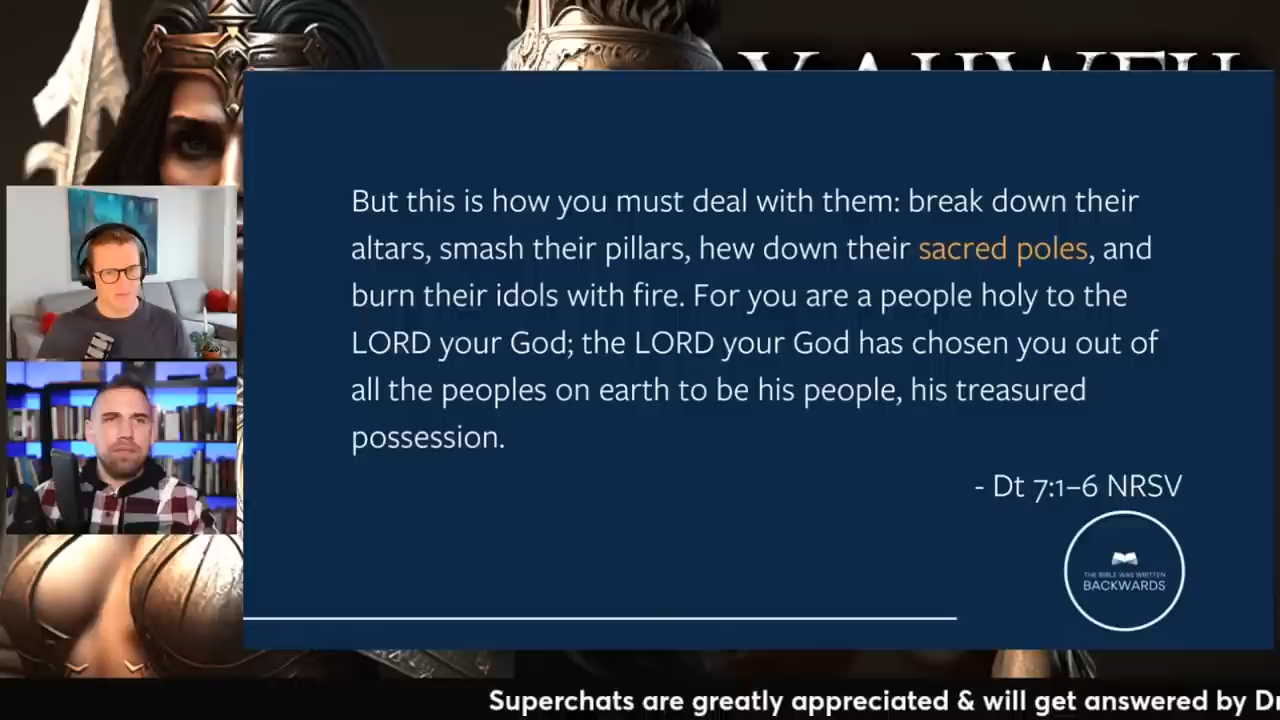 YAHWEH
But this is how you must deal with them: break down their
altars, smash their pillars, hew down their sacred poles, and
burn their idols with fire. For you are a people holy to the
LORD your God; the LORD your God has chosen you out of
all the peoples on earth to be his people, his treasured
possession.
- Dt 7:1–6 NRSV
THE BIBLE WAS WRITTEN
BACKWARDS
Superchats are greatly appreciated & will get answered by